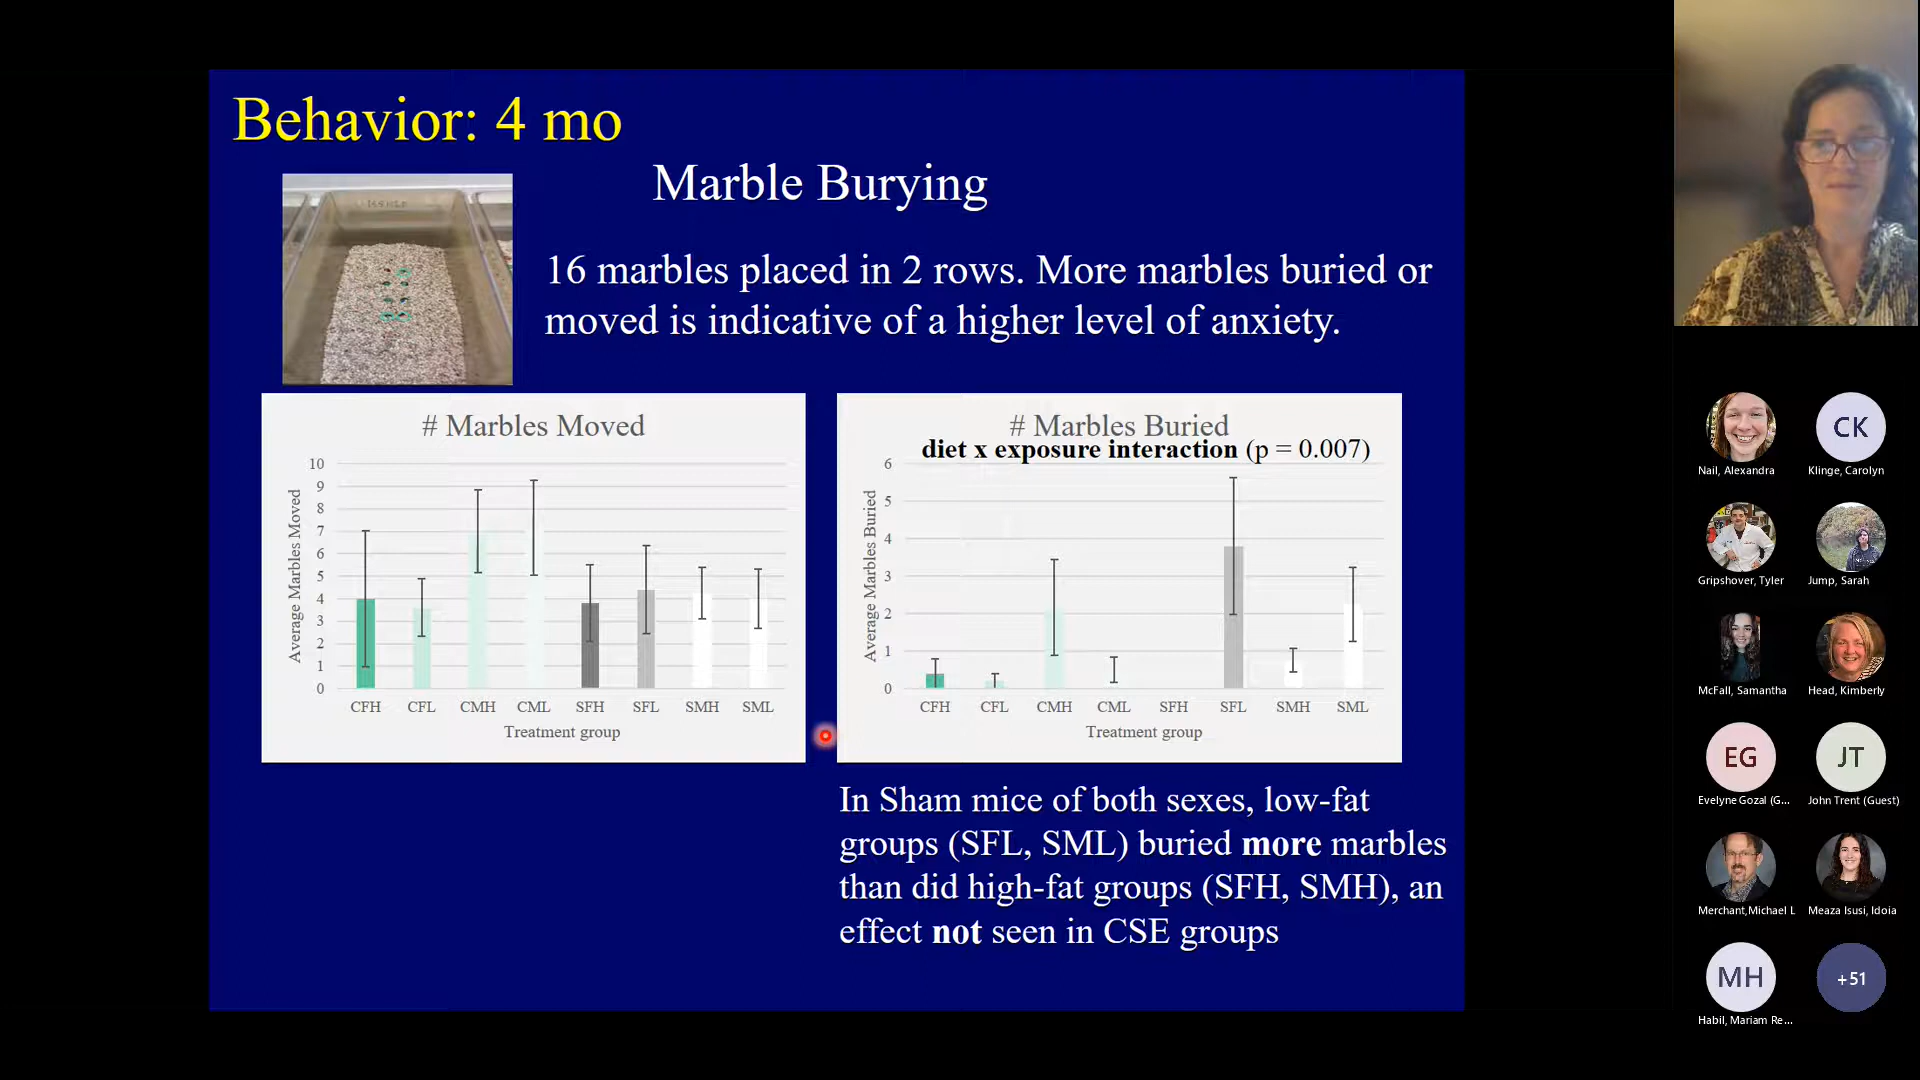 Behavior: 4 mo
Marble Burying
16 marbles placed in 2 rows. More marbles buried or
moved is indicative of a higher level of anxiety.
# Marbles Moved
Average Marbles Moved
10
9
8
7
6
5
4
3
2
1
0
CFH CFL CMH CML SFH SFL SMH SML
Treatment group
# Marbles Buried
diet x exposure interaction (p = 0.007)
Average Marbles Buried
6
5
4
3
2
1
0
CFH CFL CMH CML SFH SFL SMH SML
Treatment group
In Sham mice of both sexes, low-fat
groups (SFL, SML) buried more marbles
than did high-fat groups (SFH, SMH), an
effect not seen in CSE groups
CK
Nail, Alexandra
Klinge, Carolyn
Gripshover, Tyler
Jump, Sarah
McFall, Samantha
Head, Kimberly
EG
JT
Evelyne Gozal (G...
John Trent (Guest)
Merchant,Michael L
Meaza Isusi, Idoia
MH
+51
Habil, Mariam Re...